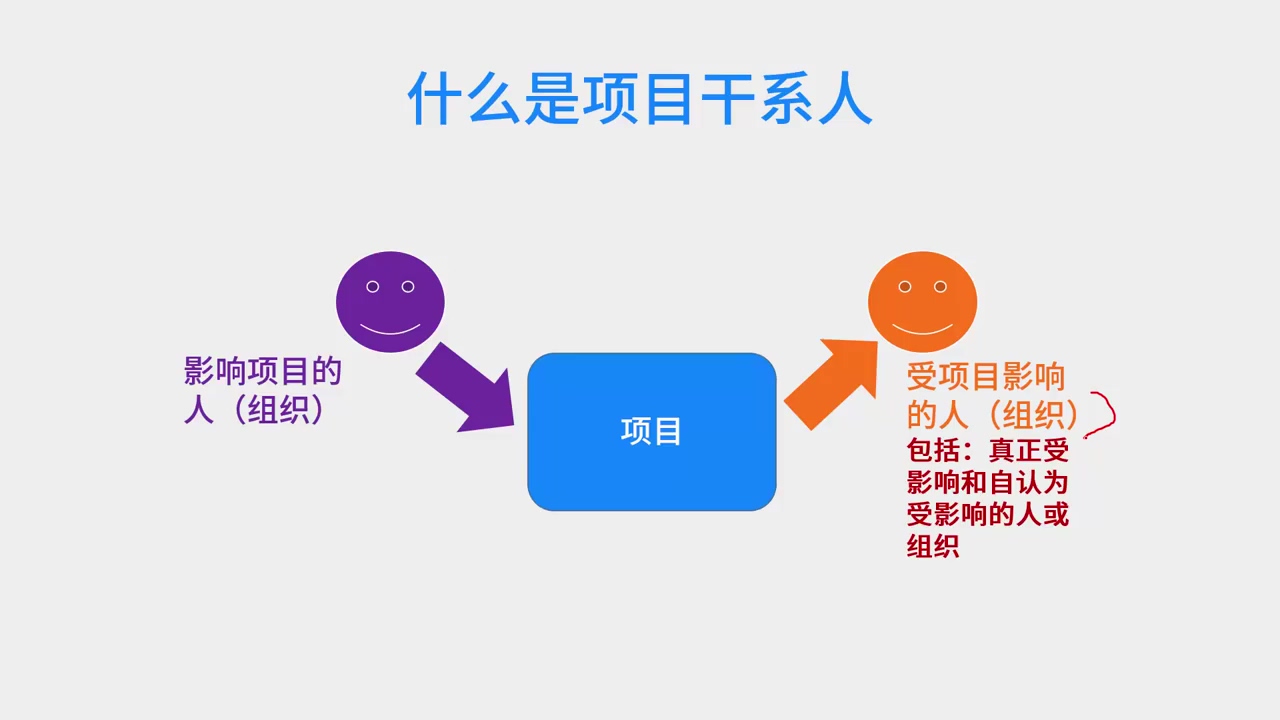 什么是项目干系人
影响项目的
人（组织）
项目
受项目影响
的人（组织）
包括：真正受
影响和自认为
受影响的人或
组织